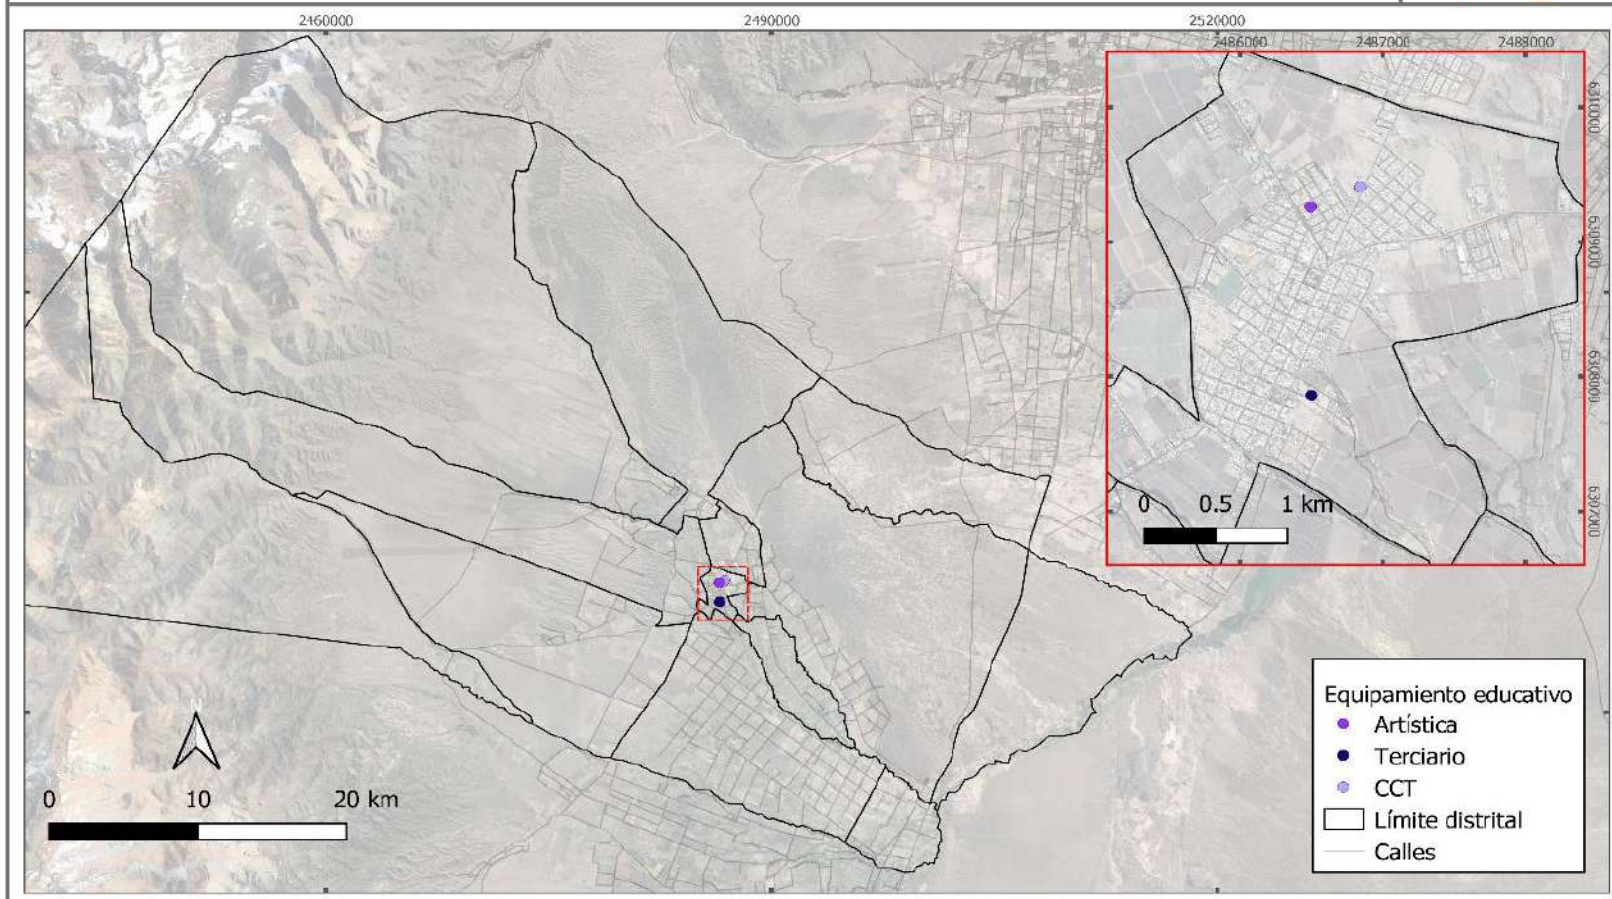 2460000
2490000
2520000
2486000
2487000
2488000
6310000
6309000
6308000
6307000
0 0.5 1 km
Equipamiento educativo
Artística
Terciario
CCT
Límite distrital
Calles
0 10 20 km